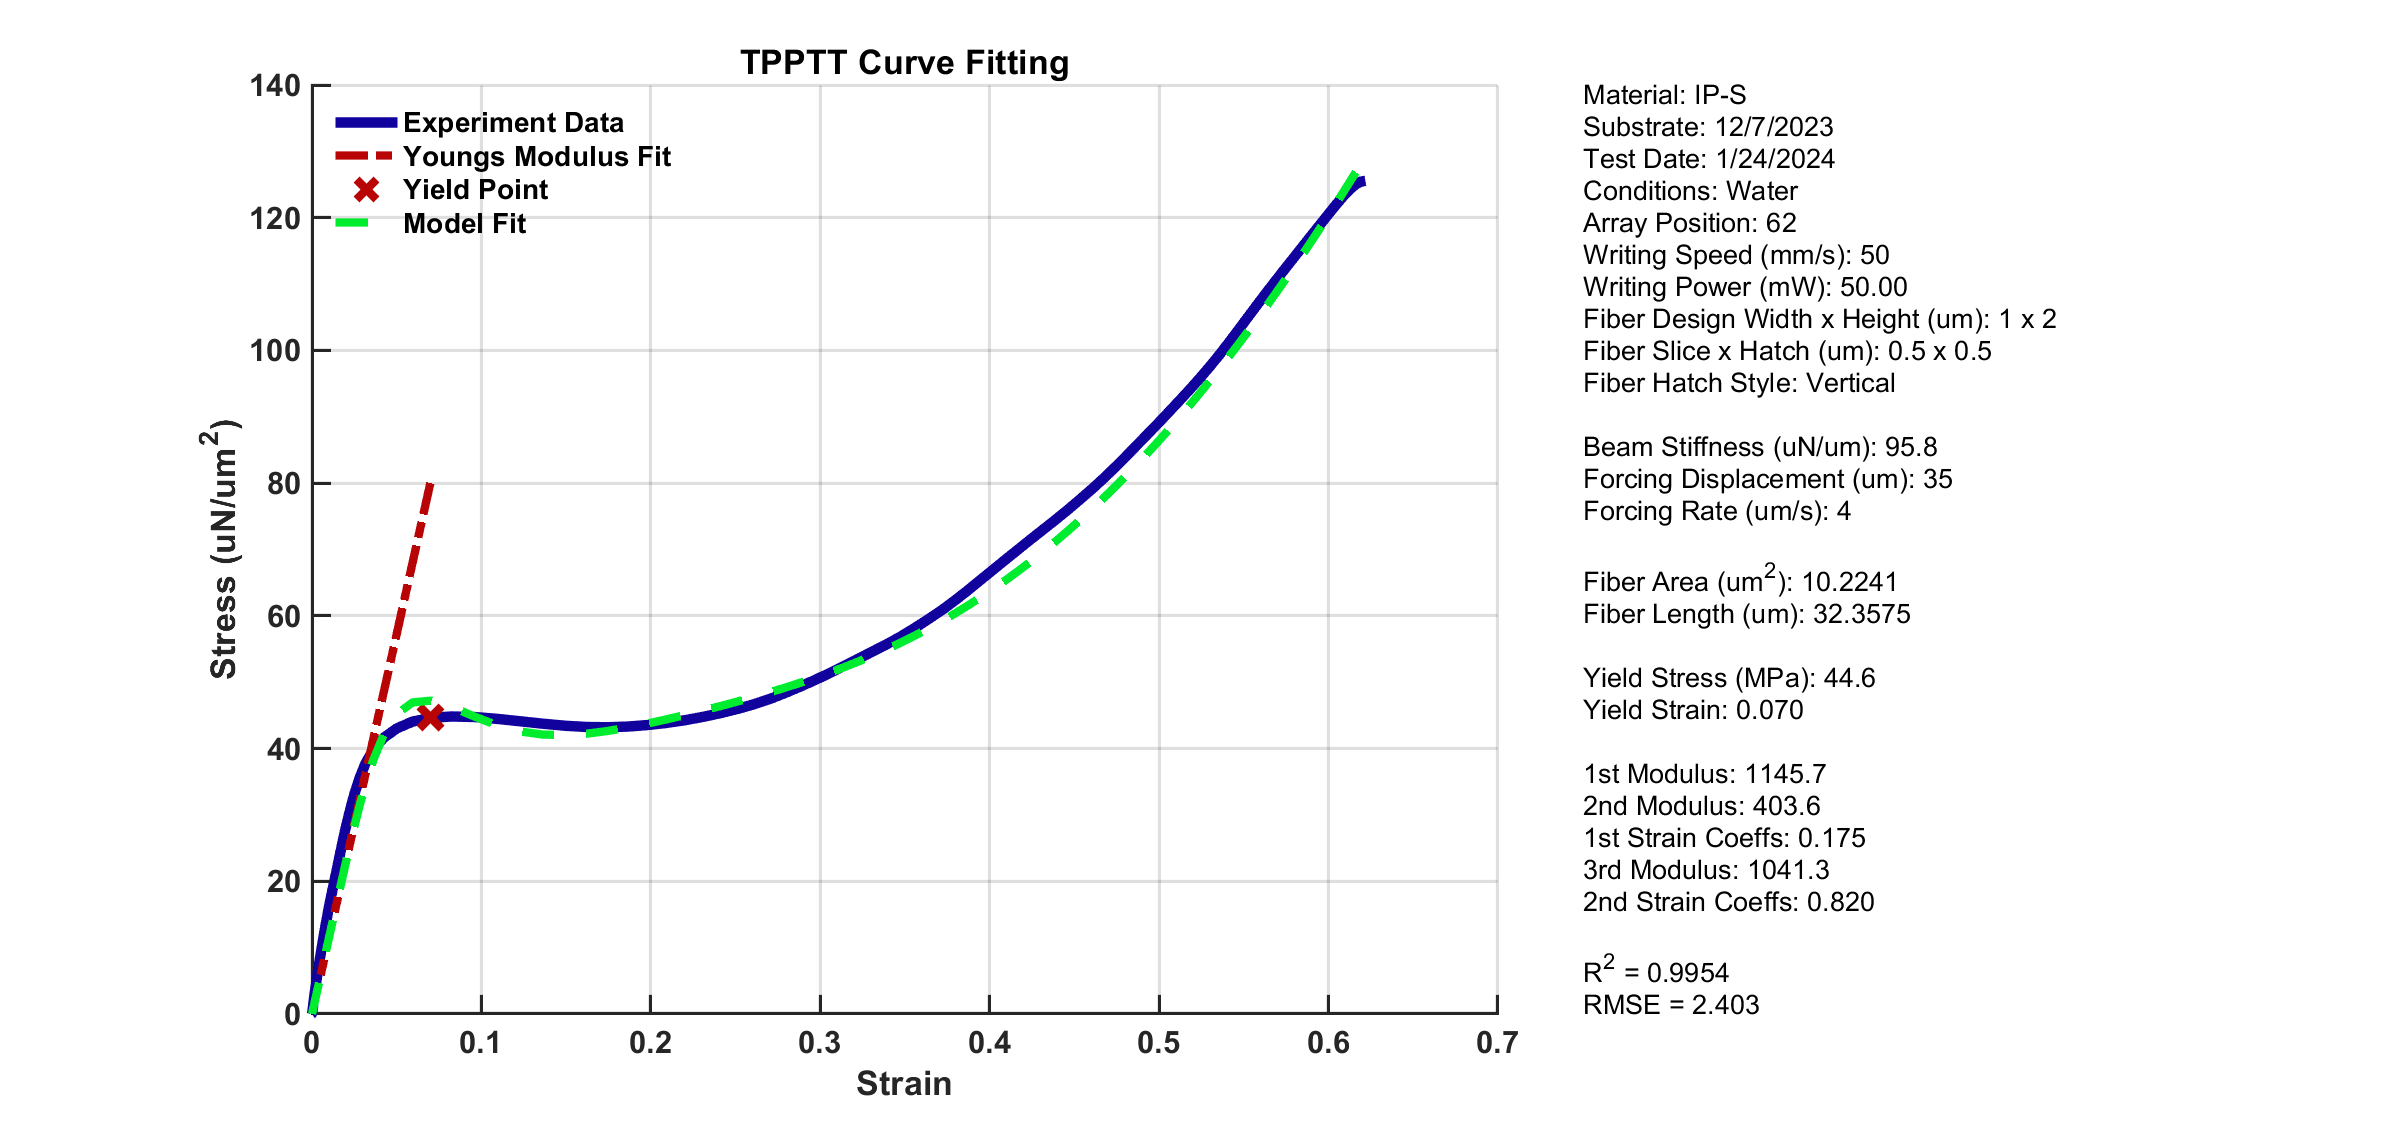 TPPTT Curve Fitting
140
120
100
80
60
40
20
0
0 0.1 0.2 0.3 0.4 0.5 0.6 0.7
Strain
Stress (uN/um²)
Experiment Data
Youngs Modulus Fit
Yield Point
Model Fit
Material: IP-S
Substrate: 12/7/2023
Test Date: 1/24/2024
Conditions: Water
Array Position: 62
Writing Speed (mm/s): 50
Writing Power (mW): 50.00
Fiber Design Width x Height (um): 1 x 2
Fiber Slice x Hatch (um): 0.5 x 0.5
Fiber Hatch Style: Vertical
Beam Stiffness (uN/um): 95.8
Forcing Displacement (um): 35
Forcing Rate (um/s): 4
Fiber Area (um²): 10.2241
Fiber Length (um): 32.3575
Yield Stress (MPa): 44.6
Yield Strain: 0.070
1st Modulus: 1145.7
2nd Modulus: 403.6
1st Strain Coeffs: 0.175
3rd Modulus: 1041.3
2nd Strain Coeffs: 0.820
R² = 0.9954
RMSE = 2.403